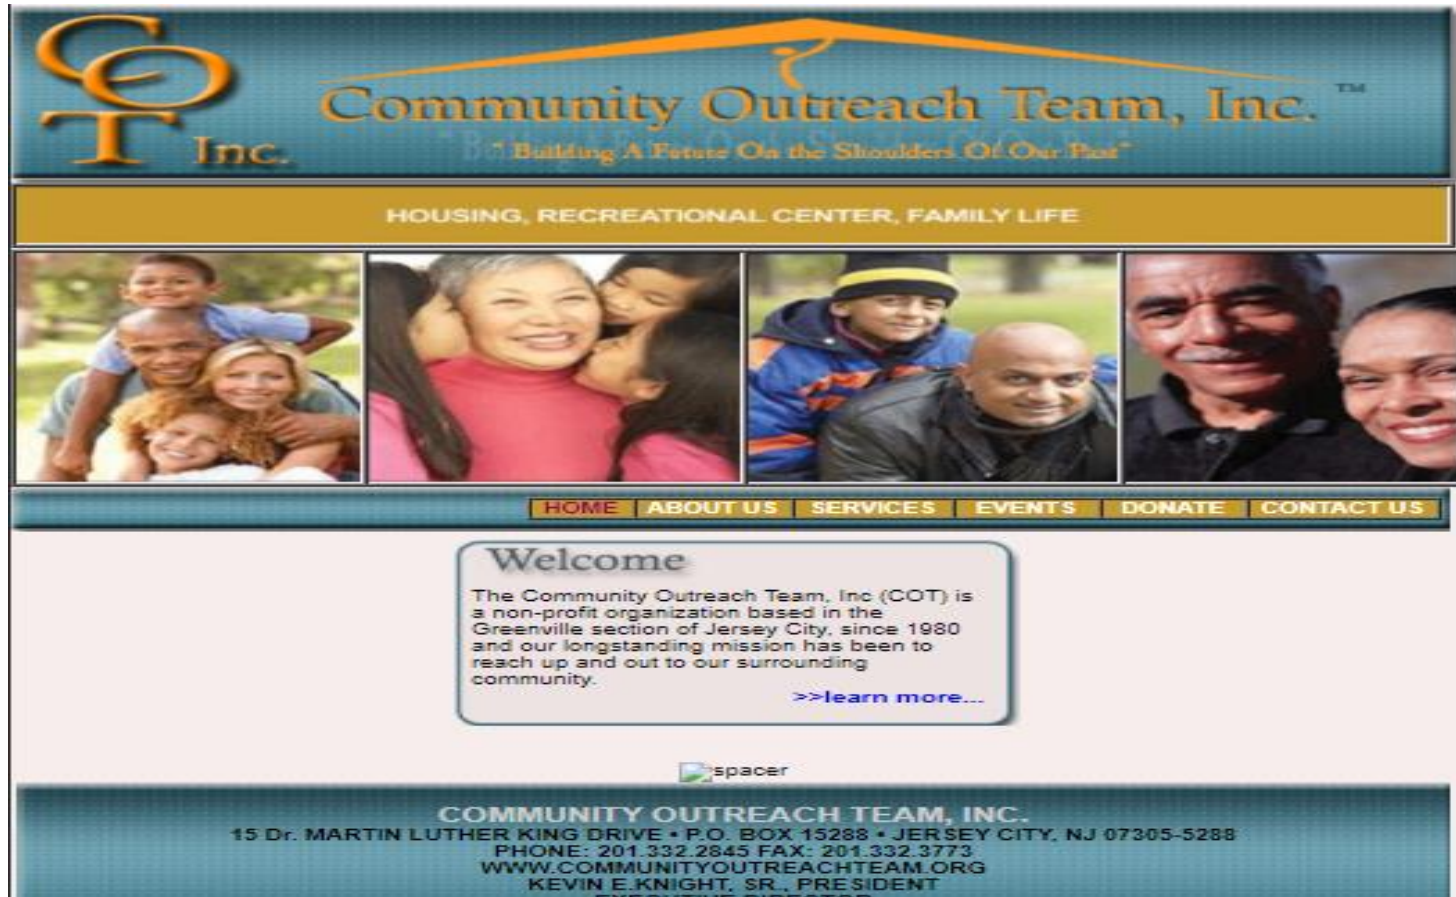 COT Inc.
Community Outreach Team, Inc. ™
" Building A Future On the Shoulders Of Our Past"
HOUSING, RECREATIONAL CENTER, FAMILY LIFE
HOME ABOUT US SERVICES EVENTS DONATE CONTACT US
Welcome
The Community Outreach Team, Inc (COT) is
a non-profit organization based in the
Greenville section of Jersey City, since 1980
and our longstanding mission has been to
reach up and out to our surrounding
community.
>>learn more...
spacer
COMMUNITY OUTREACH TEAM, INC.
15 Dr. MARTIN LUTHER KING DRIVE • P.O. BOX 15288 • JERSEY CITY, NJ 07305-5288
PHONE: 201.332.2845 FAX: 201.332.3773
WWW.COMMUNITYOUTREACHTEAM.ORG
KEVIN E.KNIGHT, SR., PRESIDENT
EXECUTIVE DIRECTOR